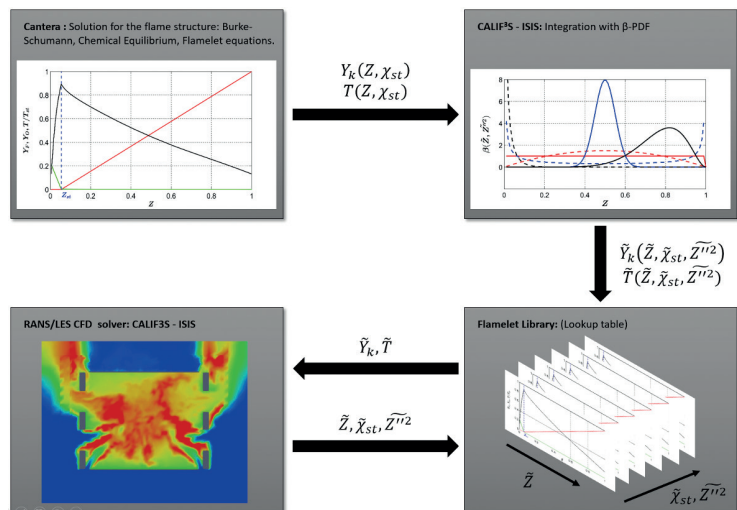 Cantera : Solution for the flame structure: Burke-
Schumann, Chemical Equilibrium, Flamelet equations.
Y_F, Y_O, T/T_st
1
0.8
0.6
0.4
0.2
0
0 Z_st 0.2 0.4 0.6 0.8 1
Z
Y_k(Z, χ_st)
T(Z, χ_st)
CALIF³S - ISIS: Integration with β-PDF
β(Z̃, Z̃''²)
8
6
4
2
0
0 0.2 0.4 0.6 0.8 1
Z
Ỹ_k(Z̃, χ̃_st, Z̃''²)
T̃(Z̃, χ̃_st, Z̃''²)
RANS/LES CFD solver: CALIF3S - ISIS
Ỹ_k, T̃
Z̃, χ̃_st, Z̃''²
Flamelet Library: (Lookup table)
Z̃
χ̃_st, Z̃''²